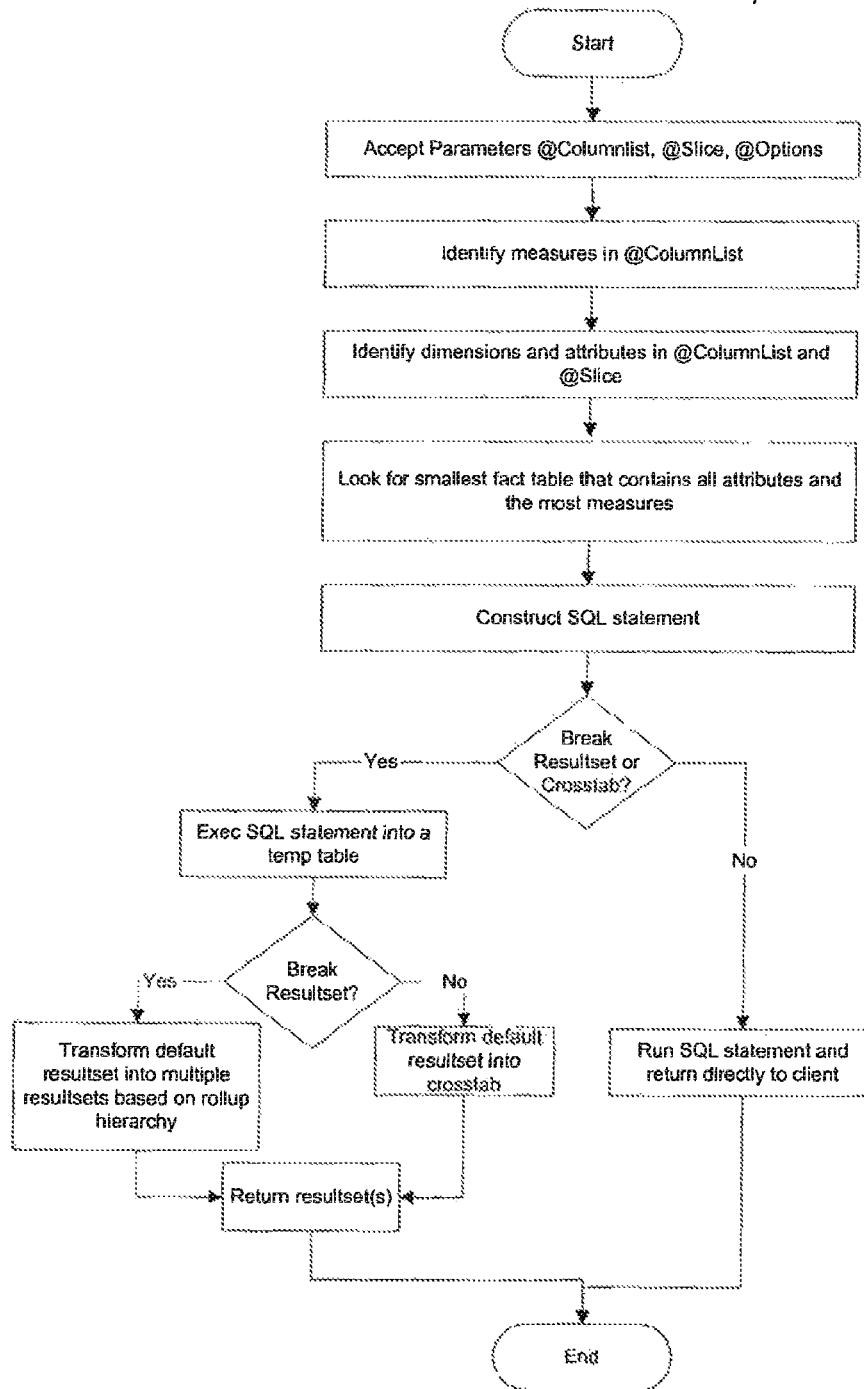 Start
Accept Parameters @Columnlist, @Slice, @Options
Identify measures in @ColumnList
Identify dimensions and attributes in @ColumnList and
@Slice
Look for smallest fact table that contains all attributes and
the most measures
Construct SQL statement
Break
Resultset or
Crosstab?
Yes
No
Exec SQL statement into a
temp table
Break
Resultset?
Yes
No
Transform default
resultset into multiple
resultsets based on rollup
hierarchy
Transform default
resultset into
crosstab
Run SQL statement and
return directly to client
Return resultset(s)
End